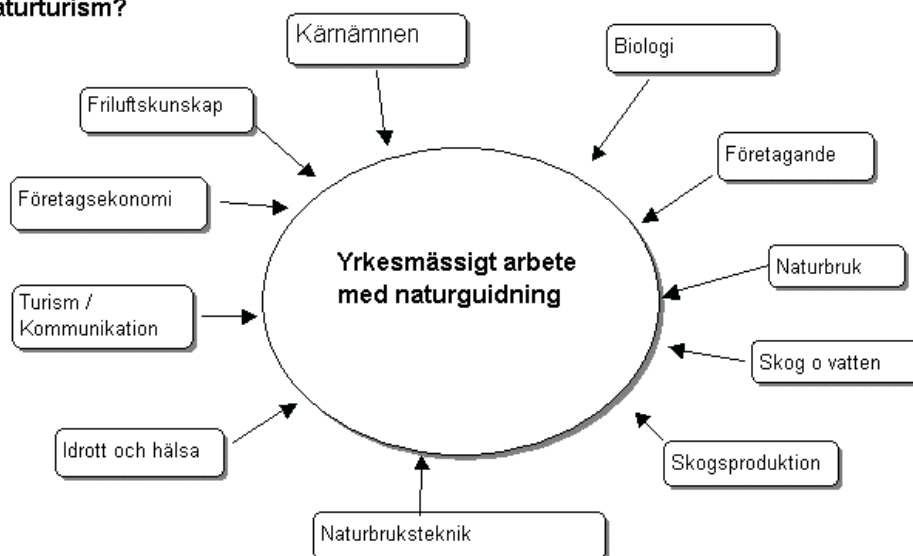 aturturism?
Kärnämnen
Biologi
Friluftskunskap
Företagande
Företagsekonomi
Yrkesmässigt arbete
med naturguidning
Naturbruk
Turism /
Kommunikation
Skog o vatten
Idrott och hälsa
Skogsproduktion
Naturbruksteknik